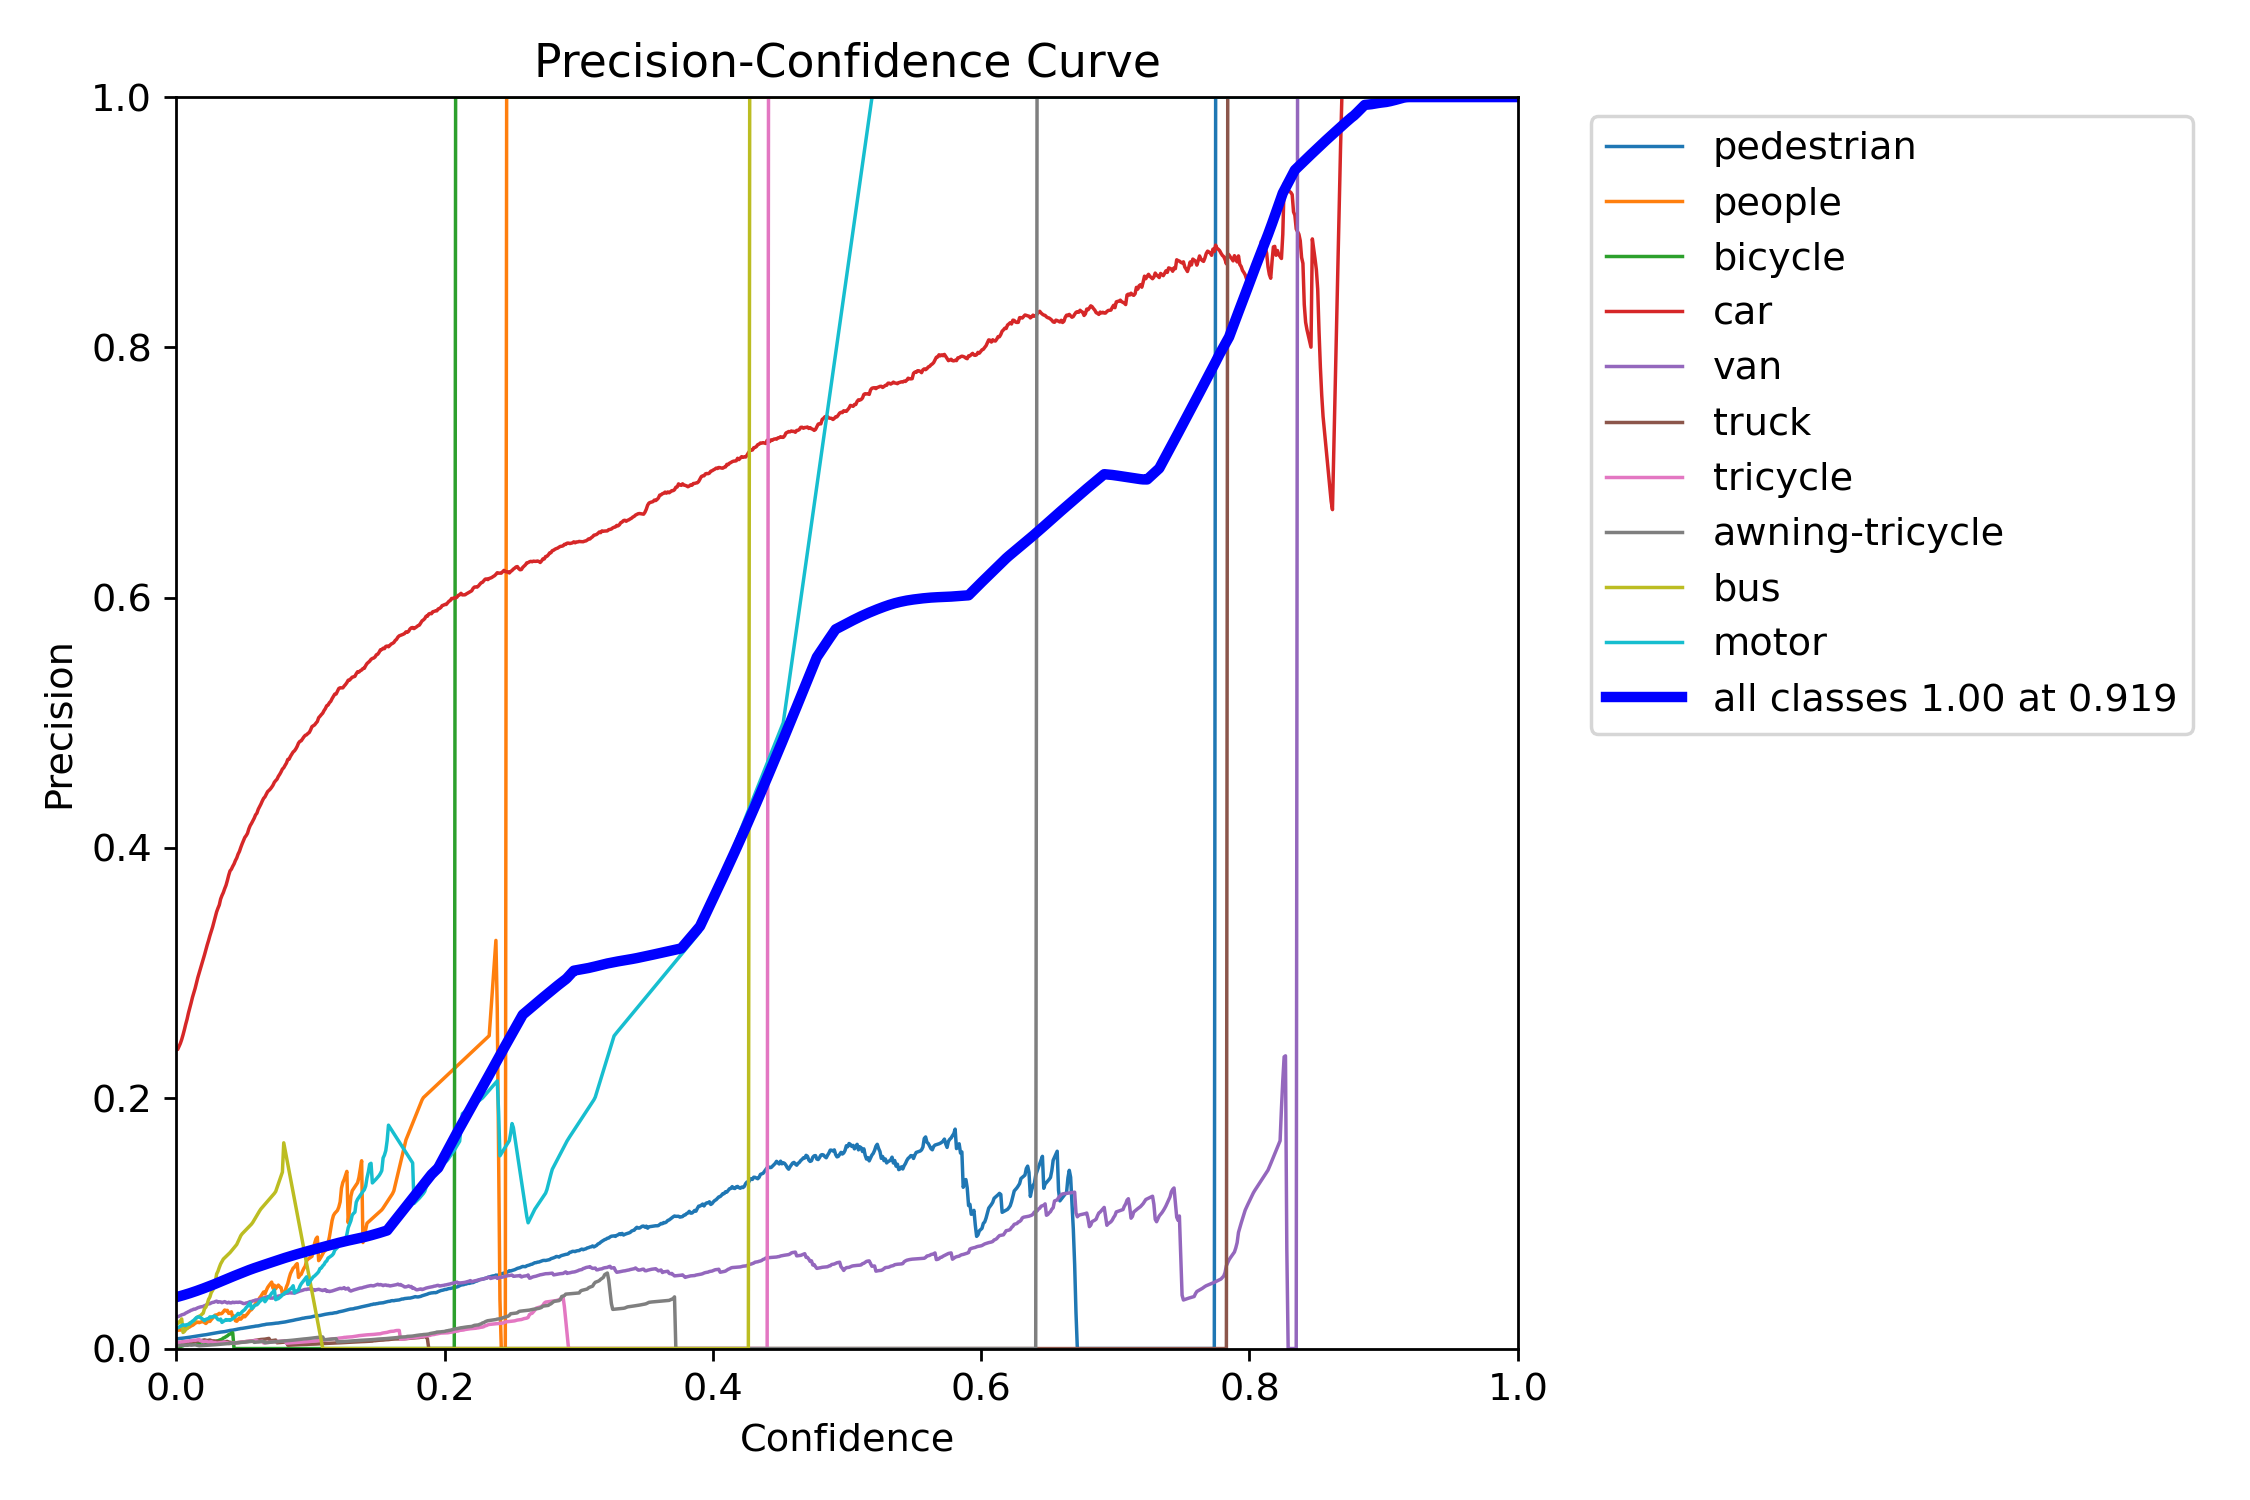 Precision-Confidence Curve
1.0
0.8
0.6
0.4
0.2
0.0
Precision
0.0 0.2 0.4 0.6 0.8 1.0
Confidence
pedestrian
people
bicycle
car
van
truck
tricycle
awning-tricycle
bus
motor
all classes 1.00 at 0.919